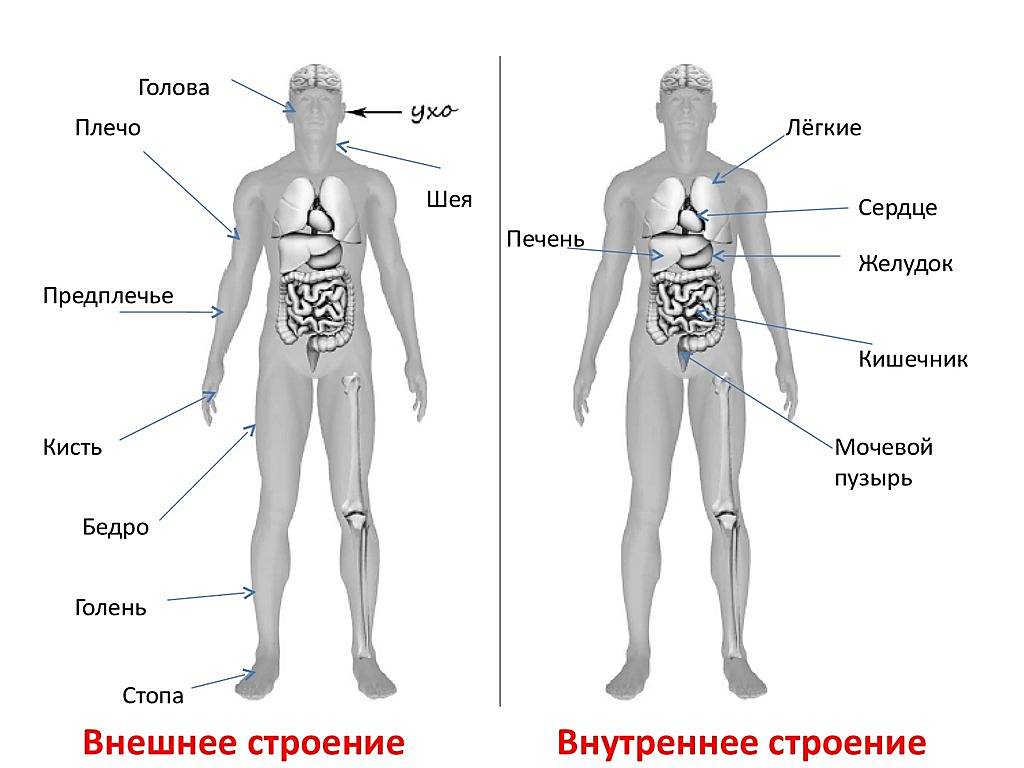 Голова
ухо
Плечо
Шея
Предплечье
Кисть
Бедро
Голень
Стопа
Внешнее строение
Лёгкие
Сердце
Печень
Желудок
Кишечник
Мочевой
пузырь
Внутреннее строение